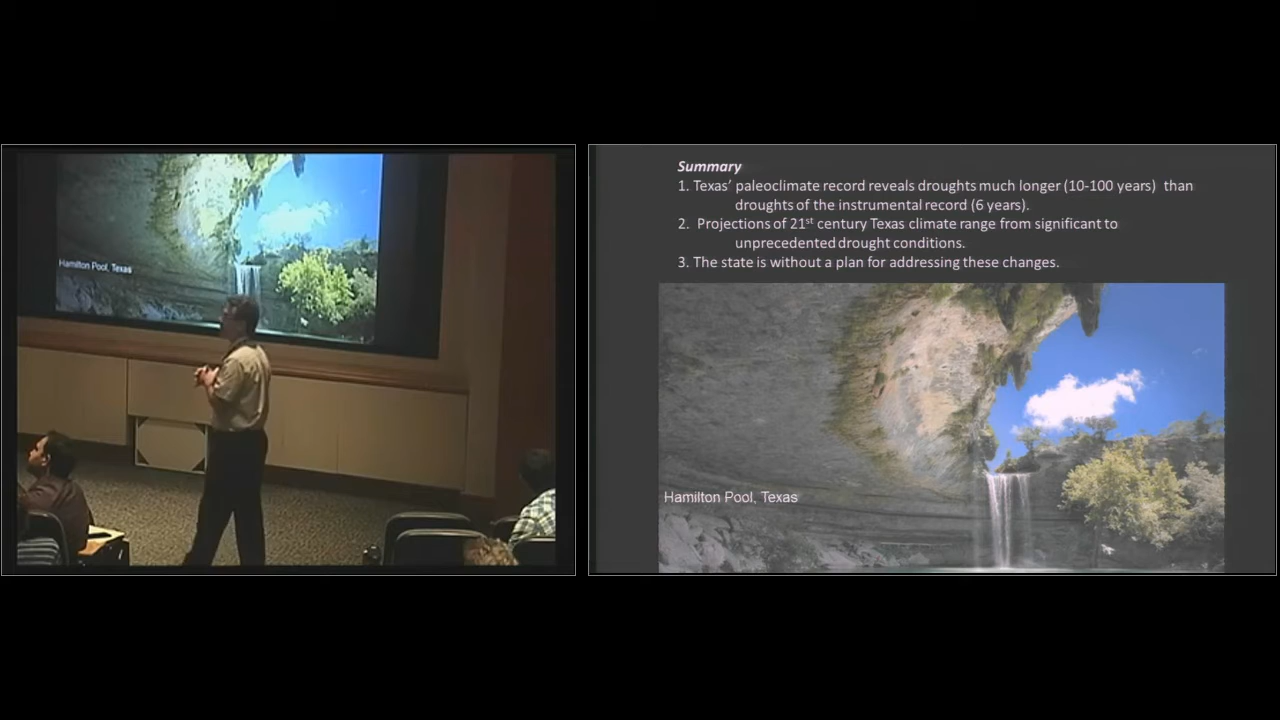 Hamilton Pool, Texas
Summary
1. Texas’ paleoclimate record reveals droughts much longer (10-100 years) than
droughts of the instrumental record (6 years).
2. Projections of 21st century Texas climate range from significant to
unprecedented drought conditions.
3. The state is without a plan for addressing these changes.
Hamilton Pool, Texas